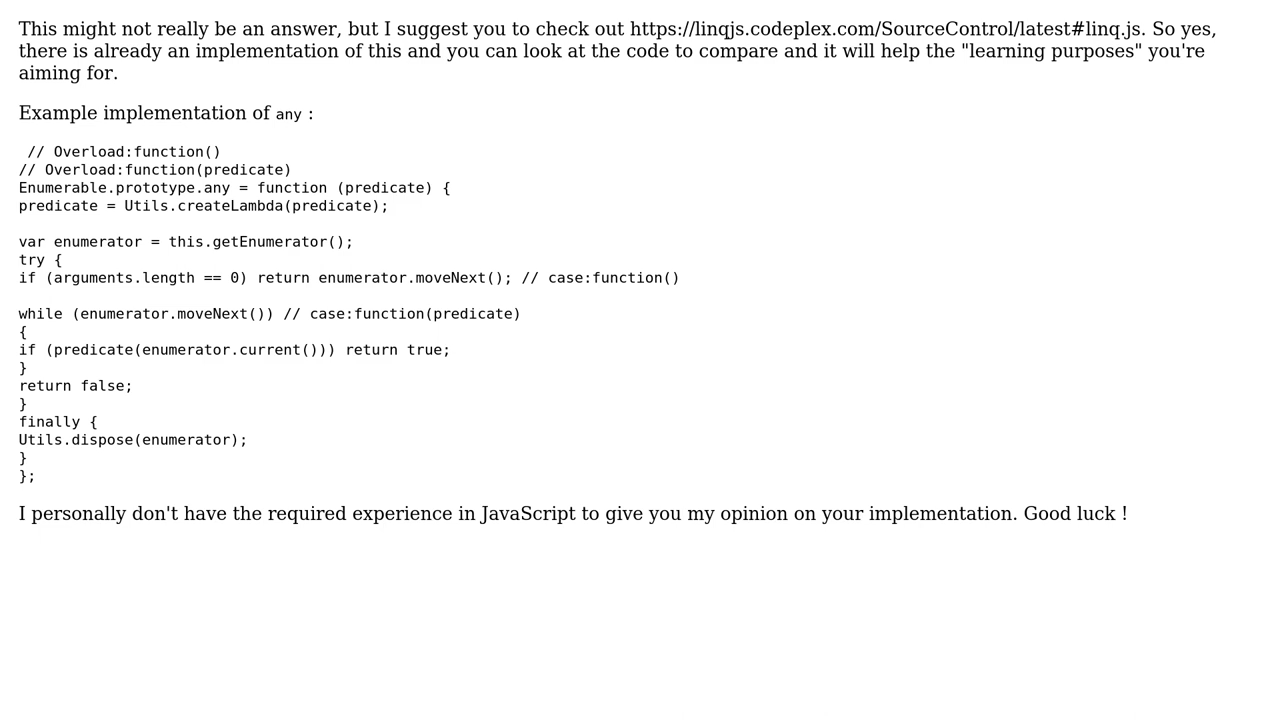 This might not really be an answer, but I suggest you to check out https://linqjs.codeplex.com/SourceControl/latest#linq.js. So yes,
there is already an implementation of this and you can look at the code to compare and it will help the "learning purposes" you're
aiming for.
Example implementation of any :
// Overload:function()
// Overload:function(predicate)
Enumerable.prototype.any = function (predicate) {
predicate = Utils.createLambda(predicate);
var enumerator = this.getEnumerator();
try {
if (arguments.length == 0) return enumerator.moveNext(); // case:function()
while (enumerator.moveNext()) // case:function(predicate)
{
if (predicate(enumerator.current())) return true;
}
return false;
}
finally {
Utils.dispose(enumerator);
}
};
I personally don't have the required experience in JavaScript to give you my opinion on your implementation. Good luck !